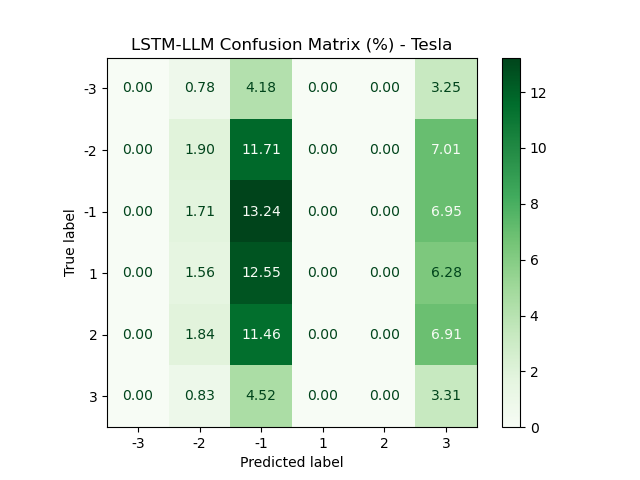 LSTM-LLM Confusion Matrix (%) - Tesla
-3 0.00 0.78 4.18 0.00 0.00 3.25
-2 0.00 1.90 11.71 0.00 0.00 7.01
-1 0.00 1.71 13.24 0.00 0.00 6.95
1 0.00 1.56 12.55 0.00 0.00 6.28
2 0.00 1.84 11.46 0.00 0.00 6.91
3 0.00 0.83 4.52 0.00 0.00 3.31
-3 -2 -1 1 2 3
Predicted label
True label
12
10
8
6
4
2
0